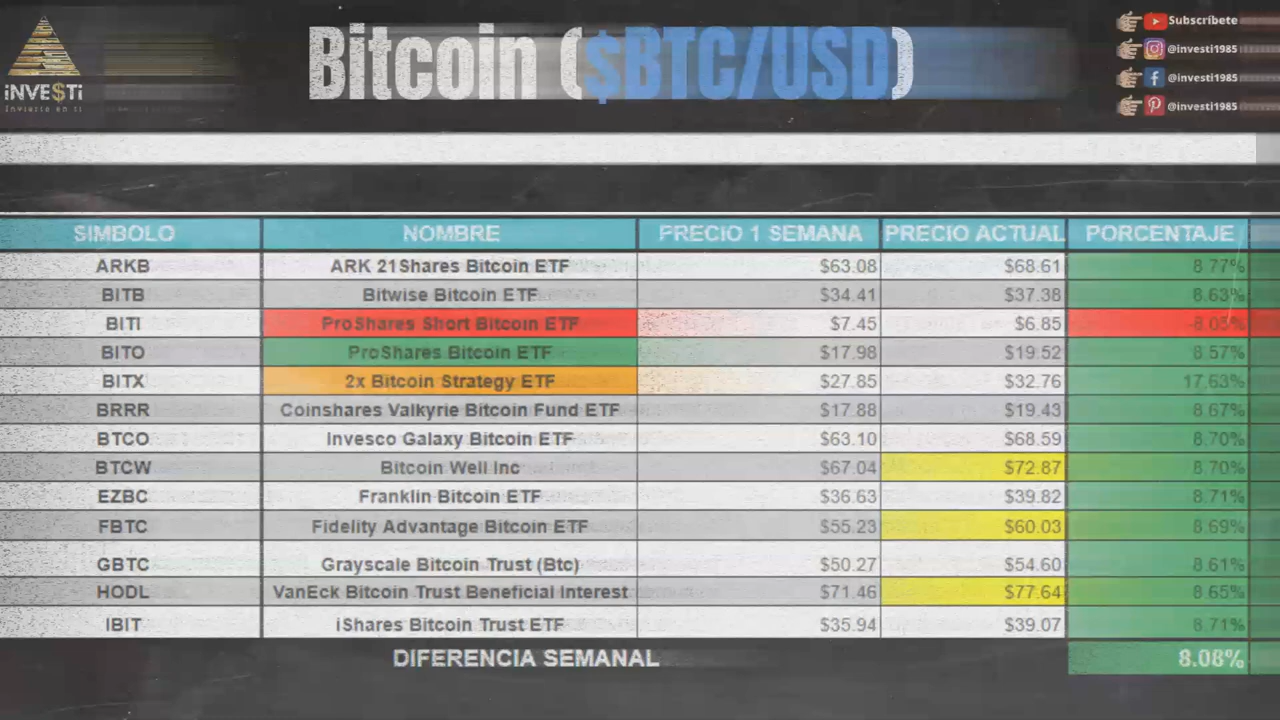 Bitcoin ($BTC/USD)
iNVE$Ti
Invierto en ti
Subscríbete
@investi1985
@investi1985
@investi1985
SIMBOLO NOMBRE PRECIO 1 SEMANA PRECIO ACTUAL PORCENTAJE
ARKB ARK 21Shares Bitcoin ETF $63.08 $68.61 8.77%
BITB Bitwise Bitcoin ETF $34.41 $37.38 8.63%
BITI ProShares Short Bitcoin ETF $7.45 $6.85 -8.05%
BITO ProShares Bitcoin ETF $17.98 $19.52 8.57%
BITX 2x Bitcoin Strategy ETF $27.85 $32.76 17.63%
BRRR Coinshares Valkyrie Bitcoin Fund ETF $17.88 $19.43 8.67%
BTCO Invesco Galaxy Bitcoin ETF $63.10 $68.59 8.70%
BTCW Bitcoin Well Inc $67.04 $72.87 8.70%
EZBC Franklin Bitcoin ETF $36.63 $39.82 8.71%
FBTC Fidelity Advantage Bitcoin ETF $55.23 $60.03 8.69%
GBTC Grayscale Bitcoin Trust (Btc) $50.27 $54.60 8.61%
HODL VanEck Bitcoin Trust Beneficial Interest $71.46 $77.64 8.65%
IBIT iShares Bitcoin Trust ETF $35.94 $39.07 8.71%
DIFERENCIA SEMANAL 8.08%